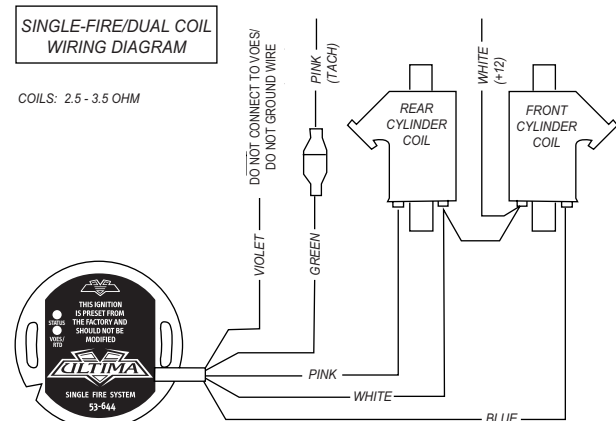 SINGLE-FIRE/DUAL COIL
WIRING DIAGRAM
COILS: 2.5 - 3.5 OHM
DO NOT CONNECT TO VOES/
DO NOT GROUND WIRE
PINK
(TACH)
WHITE
(+12)
REAR
CYLINDER
COIL
FRONT
CYLINDER
COIL
VIOLET
GREEN
THIS IGNITION
IS PRESET FROM
THE FACTORY AND
SHOULD NOT BE
MODIFIED
STATUS
VOES/
RTD
ULTIMA
SINGLE FIRE SYSTEM
53-644
PINK
WHITE
BLUE